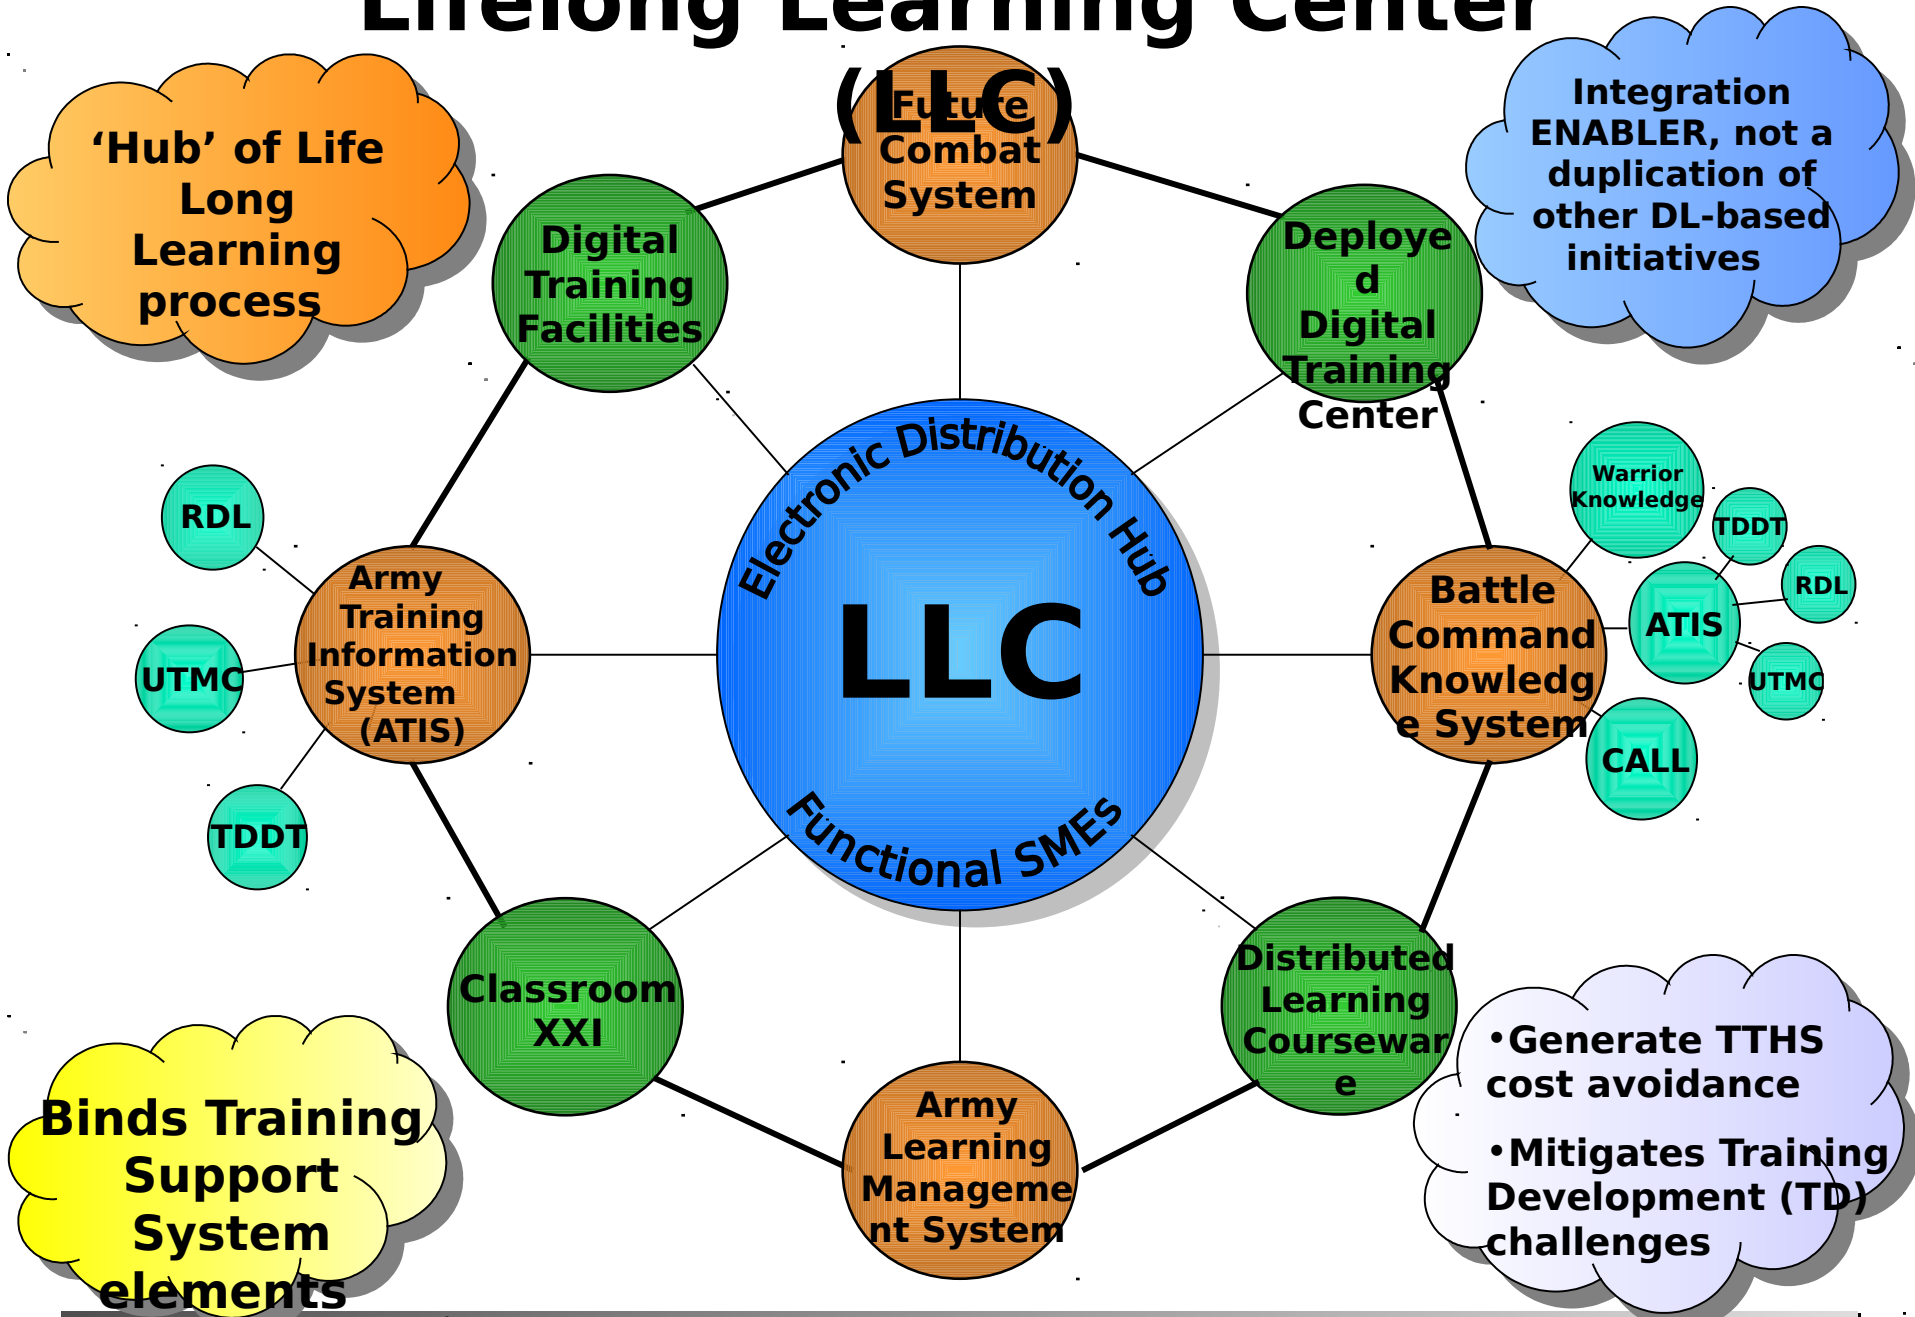 Lifelong Learning Center
(LLC)
‘Hub’ of Life
Long
Learning
process
Integration
ENABLER, not a
duplication of
other DL-based
initiatives
Future
Combat
System
Digital
Training
Facilities
Deploye
d
Digital
Training
Center
Electronic Distribution Hub
LLC
Functional SMEs
RDL
UTMC
TDDT
Army
Training
Information
System
(ATIS)
Battle
Command
Knowledg
e System
Warrior
Knowledge
TDDT
RDL
ATIS
UTMC
CALL
Classroom
XXI
Distributed
Learning
Coursewar
e
Army
Learning
Manageme
nt System
Binds Training
Support
System
elements
•Generate TTHS
cost avoidance
•Mitigates Training
Development (TD)
challenges